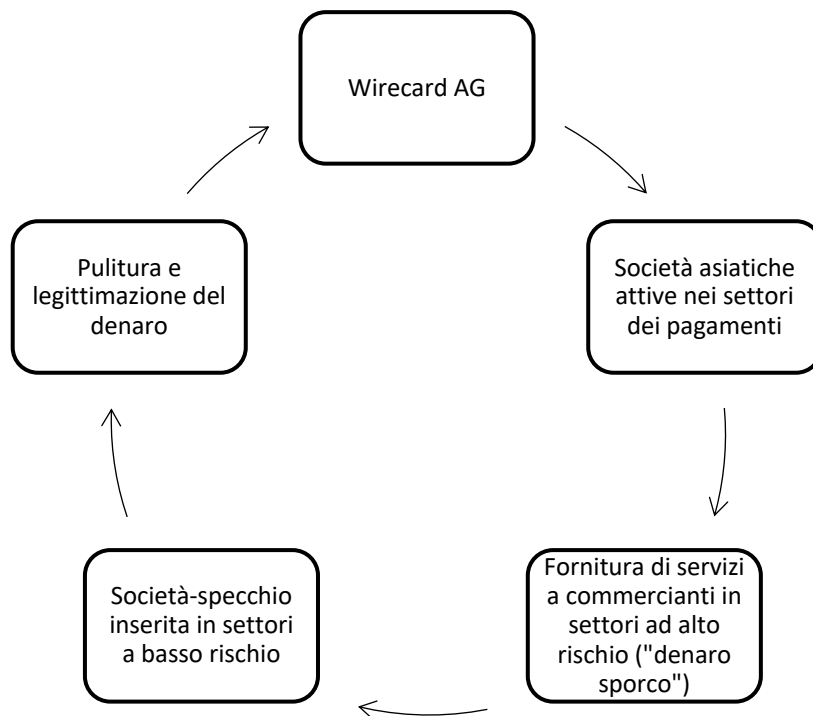 Wirecard AG
Società asiatiche
attive nei settori
dei pagamenti
Fornitura di servizi
a commercianti in
settori ad alto
rischio ("denaro
sporco")
Società-specchio
inserita in settori
a basso rischio
Pulitura e
legittimazione del
denaro